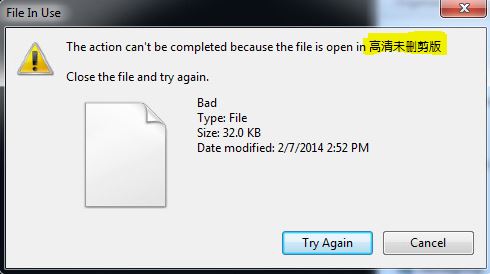 File In Use
The action can't be completed because the file is open in 高清未删剪版
Close the file and try again.
Bad
Type: File
Size: 32.0 KB
Date modified: 2/7/2014 2:52 PM
Try Again
Cancel